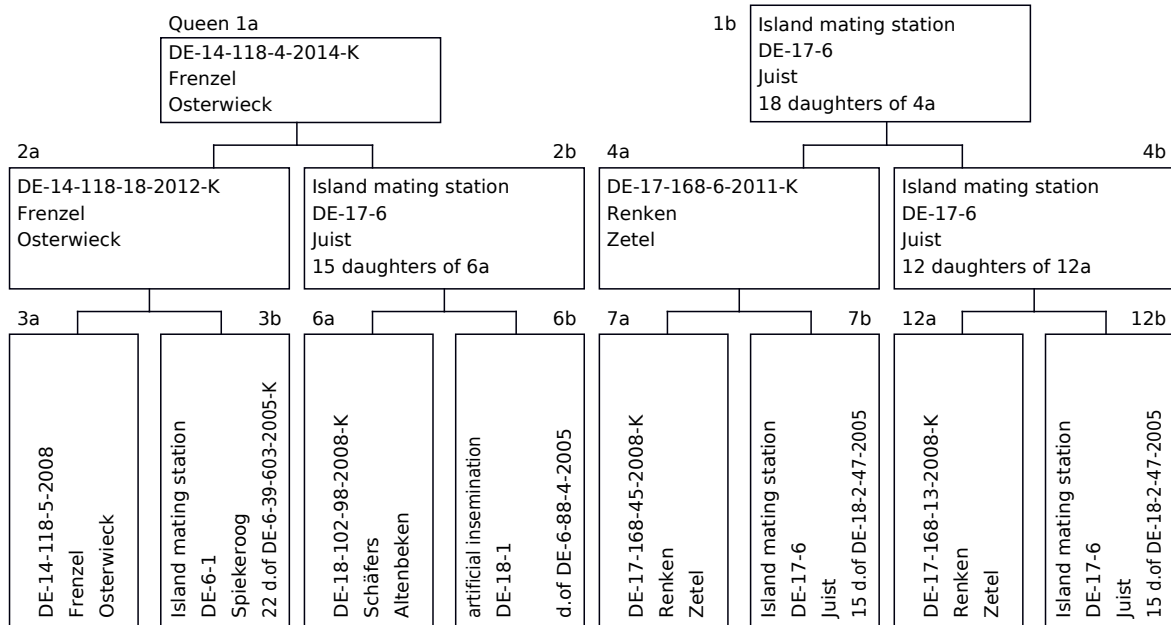 Queen 1a
DE-14-118-4-2014-K
Frenzel
Osterwieck
1b
Island mating station
DE-17-6
Juist
18 daughters of 4a
2a
DE-14-118-18-2012-K
Frenzel
Osterwieck
2b
Island mating station
DE-17-6
Juist
15 daughters of 6a
4a
DE-17-168-6-2011-K
Renken
Zetel
4b
Island mating station
DE-17-6
Juist
12 daughters of 12a
3a
DE-14-118-5-2008
Frenzel
Osterwieck
3b
Island mating station
DE-6-1
Spiekeroog
22 d.of DE-6-39-603-2005-K
6a
DE-18-102-98-2008-K
Schäfers
Altenbeken
6b
artificial insemination
DE-18-1
d.of DE-6-88-4-2005
7a
DE-17-168-45-2008-K
Renken
Zetel
7b
Island mating station
DE-17-6
Juist
15 d.of DE-18-2-47-2005
12a
DE-17-168-13-2008-K
Renken
Zetel
12b
Island mating station
DE-17-6
Juist
15 d.of DE-18-2-47-2005